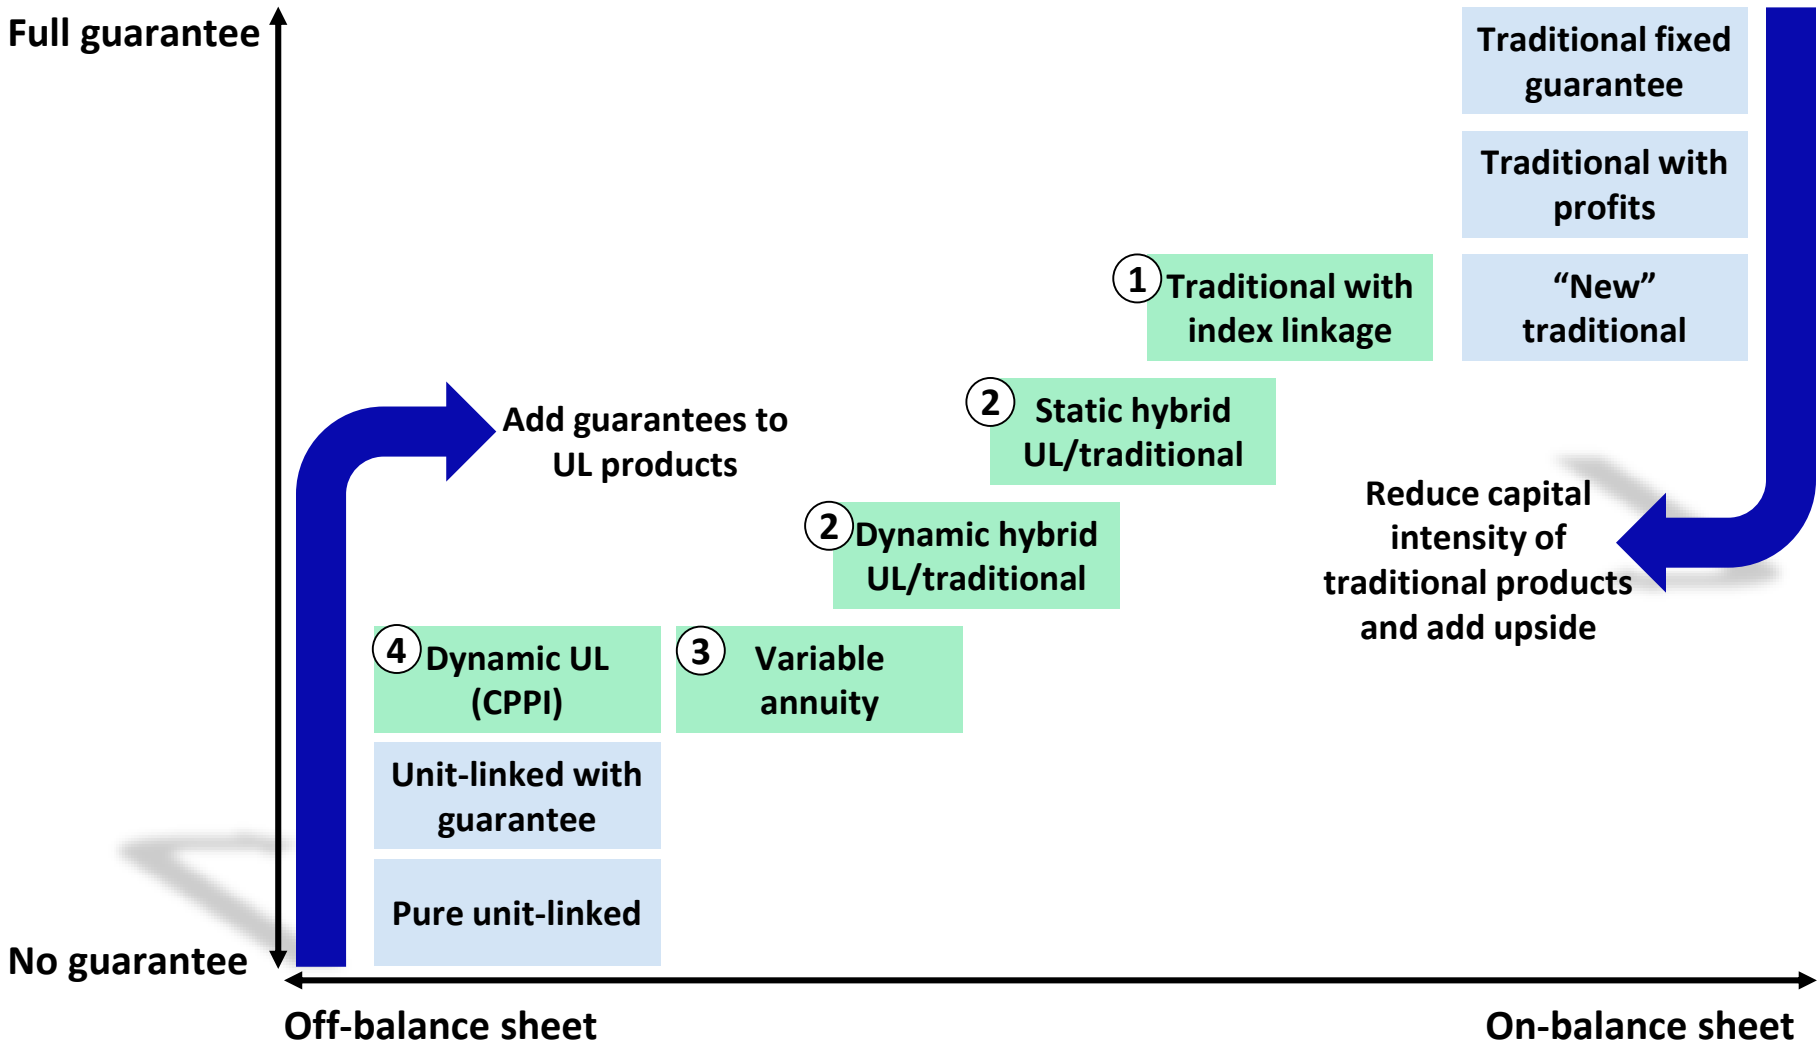 Full guarantee
Traditional fixed
guarantee
Traditional with
profits
1
Traditional with
index linkage
“New”
traditional
Add guarantees to
UL products
2
Static hybrid
UL/traditional
Reduce capital
intensity of
traditional products
and add upside
2
Dynamic hybrid
UL/traditional
4
Dynamic UL
(CPPI)
3
Variable
annuity
Unit-linked with
guarantee
Pure unit-linked
No guarantee
Off-balance sheet
On-balance sheet